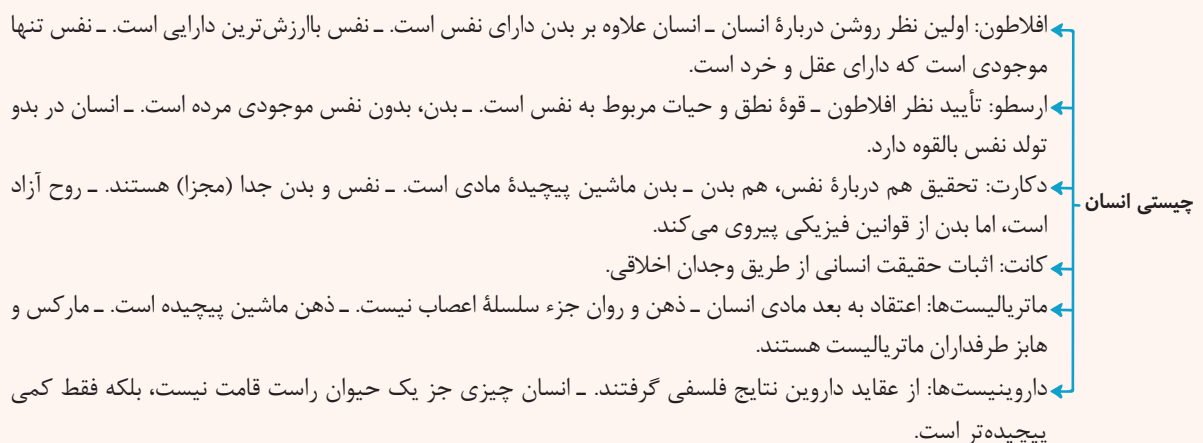 افلاطون: اولین نظر روشن دربارهٔ انسان ـ انسان علاوه بر بدن دارای نفس است. ـ نفس باارزش‌ترین دارایی است. ـ نفس تنها
موجودی است که دارای عقل و خرد است.
ارسطو: تأیید نظر افلاطون ـ قوهٔ نطق و حیات مربوط به نفس است. ـ بدن، بدون نفس موجودی مرده است. ـ انسان در بدو
تولد نفس بالقوه دارد.
دکارت: تحقیق هم دربارهٔ نفس، هم بدن ـ بدن ماشین پیچیدهٔ مادی است. ـ نفس و بدن جدا (مجزا) هستند. ـ روح آزاد
چیستی انسان
است، اما بدن از قوانین فیزیکی پیروی می‌کند.
کانت: اثبات حقیقت انسانی از طریق وجدان اخلاقی.
ماتریالیست‌ها: اعتقاد به بعد مادی انسان ـ ذهن و روان جزء سلسلهٔ اعصاب نیست. ـ ذهن ماشین پیچیده است. ـ مارکس و
هابز طرفداران ماتریالیست هستند.
داروینیست‌ها: از عقاید داروین نتایج فلسفی گرفتند. ـ انسان چیزی جز یک حیوان راست قامت نیست، بلکه فقط کمی
پیچیده‌تر است.